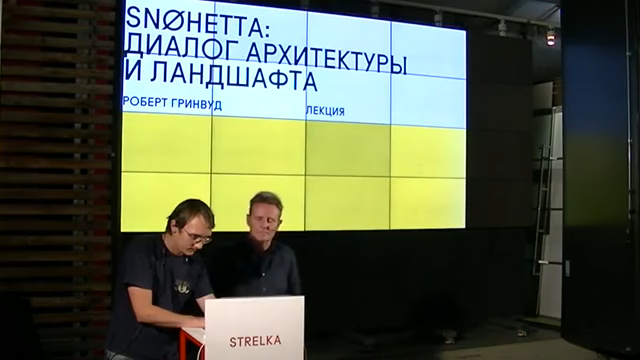 SNØHETTA:
ДИАЛОГ АРХИТЕКТУРЫ
И ЛАНДШАФТА
РОБЕРТ ГРИНВУД ЛЕКЦИЯ
STRELKA